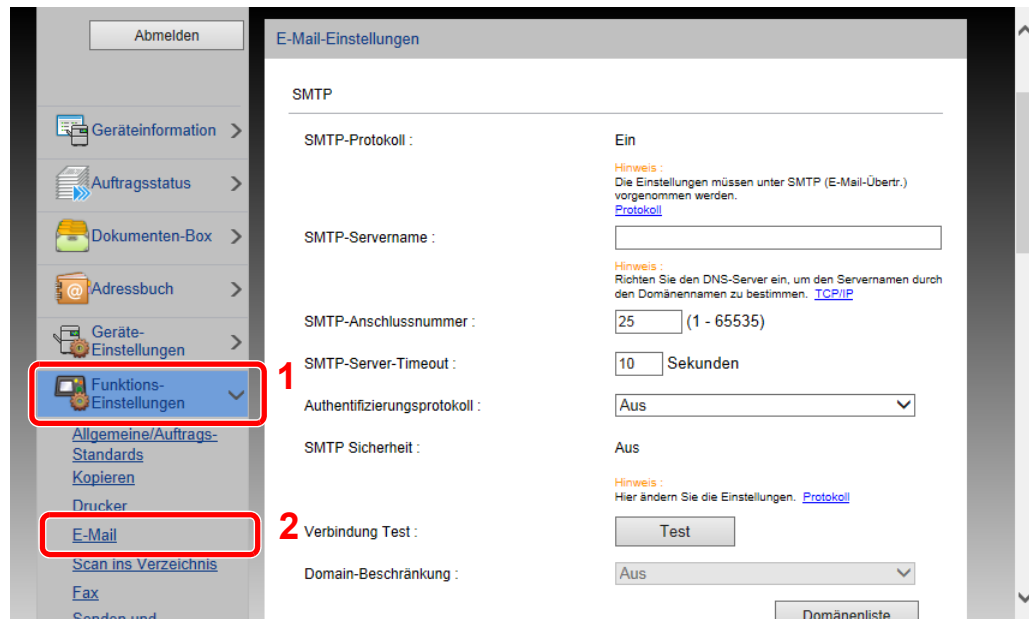 Abmelden
Geräteinformation
Auftragsstatus
Dokumenten-Box
Adressbuch
Geräte-
Einstellungen
1
Funktions-
Einstellungen
Allgemeine/Auftrags-
Standards
Kopieren
Drucker
2
E-Mail
Scan ins Verzeichnis
Fax
Senden und
E-Mail-Einstellungen
SMTP
SMTP-Protokoll : Ein
Hinweis :
Die Einstellungen müssen unter SMTP (E-Mail-Übertr.)
vorgenommen werden.
Protokoll
SMTP-Servername :
Hinweis :
Richten Sie den DNS-Server ein, um den Servernamen durch
den Domänennamen zu bestimmen. TCP/IP
SMTP-Anschlussnummer : 25 (1 - 65535)
SMTP-Server-Timeout : 10 Sekunden
Authentifizierungsprotokoll : Aus
SMTP Sicherheit : Aus
Hinweis :
Hier ändern Sie die Einstellungen. Protokoll
Verbindung Test : Test
Domain-Beschränkung : Aus
Domänenliste